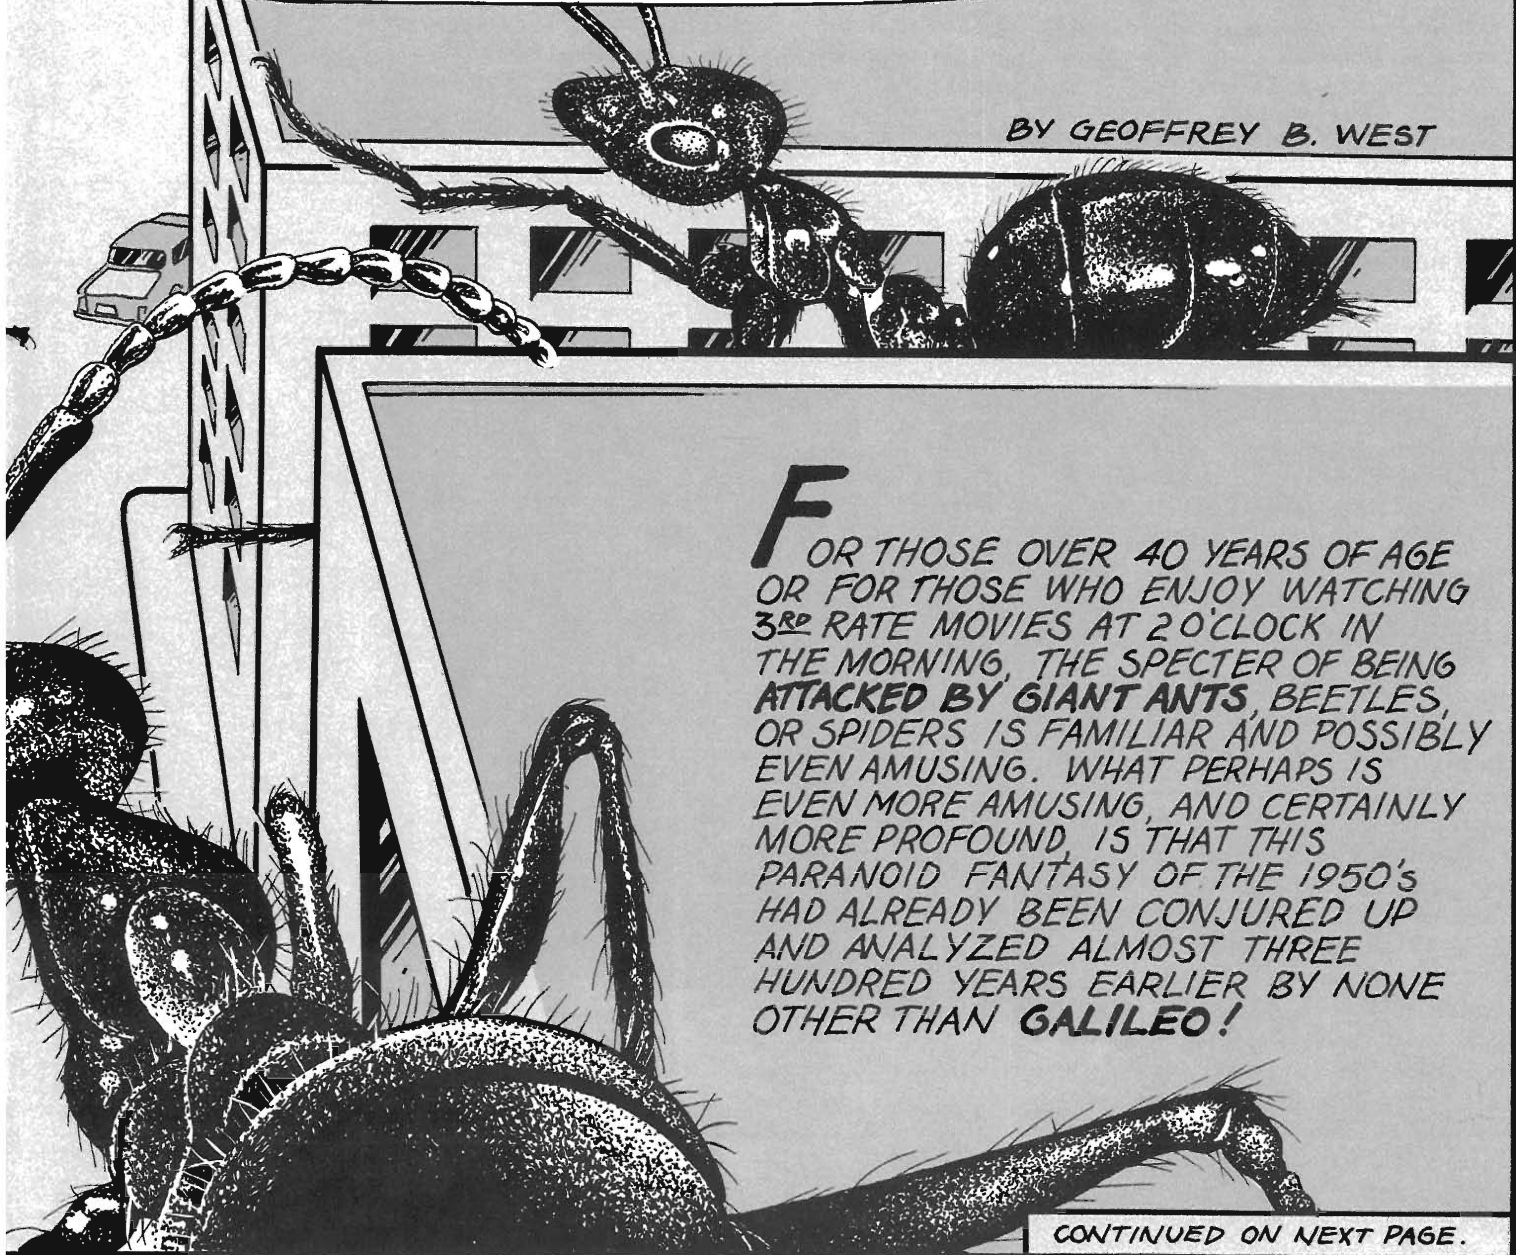 BY GEOFFREY B. WEST
FOR THOSE OVER 40 YEARS OF AGE
OR FOR THOSE WHO ENJOY WATCHING
3RD RATE MOVIES AT 2 O'CLOCK IN
THE MORNING, THE SPECTER OF BEING
ATTACKED BY GIANT ANTS, BEETLES,
OR SPIDERS IS FAMILIAR AND POSSIBLY
EVEN AMUSING. WHAT PERHAPS IS
EVEN MORE AMUSING, AND CERTAINLY
MORE PROFOUND, IS THAT THIS
PARANOID FANTASY OF THE 1950's
HAD ALREADY BEEN CONJURED UP
AND ANALYZED ALMOST THREE
HUNDRED YEARS EARLIER BY NONE
OTHER THAN GALILEO!
CONTINUED ON NEXT PAGE.